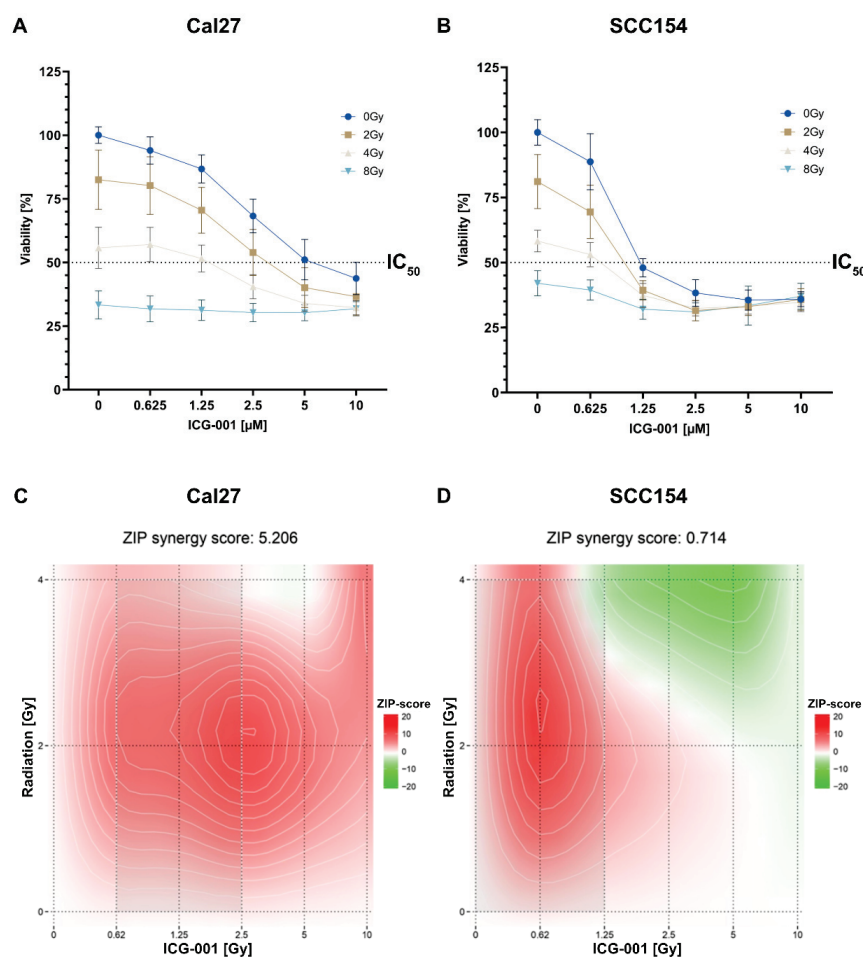 A
Cal27
125
100
75
50
25
0
Viability [%]
0Gy
2Gy
4Gy
8Gy
IC50
0
0.625
1.25
2.5
5
10
ICG-001 [µM]
B
SCC154
125
100
75
50
25
0
Viability [%]
0Gy
2Gy
4Gy
8Gy
IC50
0
0.625
1.25
2.5
5
10
ICG-001 [µM]
C
Cal27
ZIP synergy score: 5.206
4
2
0
Radiation [Gy]
ZIP-score
20
10
0
−10
−20
0
0.62
1.25
2.5
5
10
ICG-001 [Gy]
D
SCC154
ZIP synergy score: 0.714
4
2
0
Radiation [Gy]
ZIP-score
20
10
0
−10
−20
0
0.62
1.25
2.5
5
10
ICG-001 [Gy]